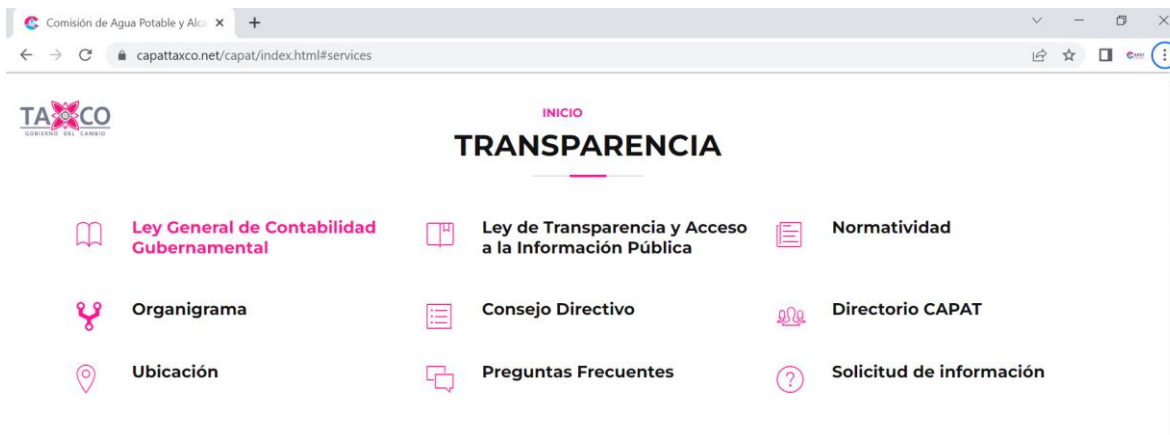 Comisión de Agua Potable y Alca
capattaxco.net/capat/index.html#services
CAPAT
TAXCO
GOBIERNO DEL CAMBIO
INICIO
TRANSPARENCIA
Ley General de Contabilidad
Gubernamental
Ley de Transparencia y Acceso
a la Información Pública
Normatividad
Organigrama
Consejo Directivo
Directorio CAPAT
Ubicación
Preguntas Frecuentes
Solicitud de información